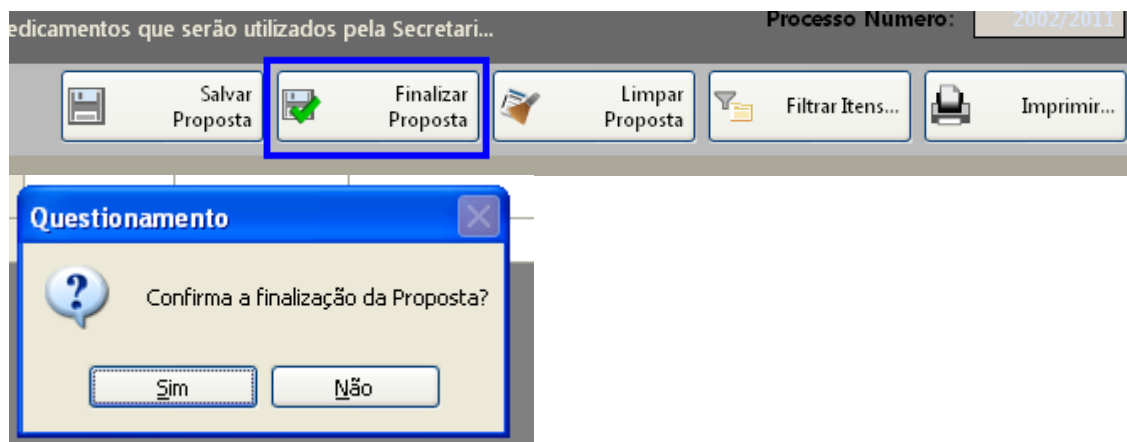 edicamentos que serão utilizados pela Secretari...
Processo Número: 2002/2011
Salvar
Proposta
Finalizar
Proposta
Limpar
Proposta
Filtrar Itens...
Imprimir...
Questionamento
Confirma a finalização da Proposta?
Sim
Não